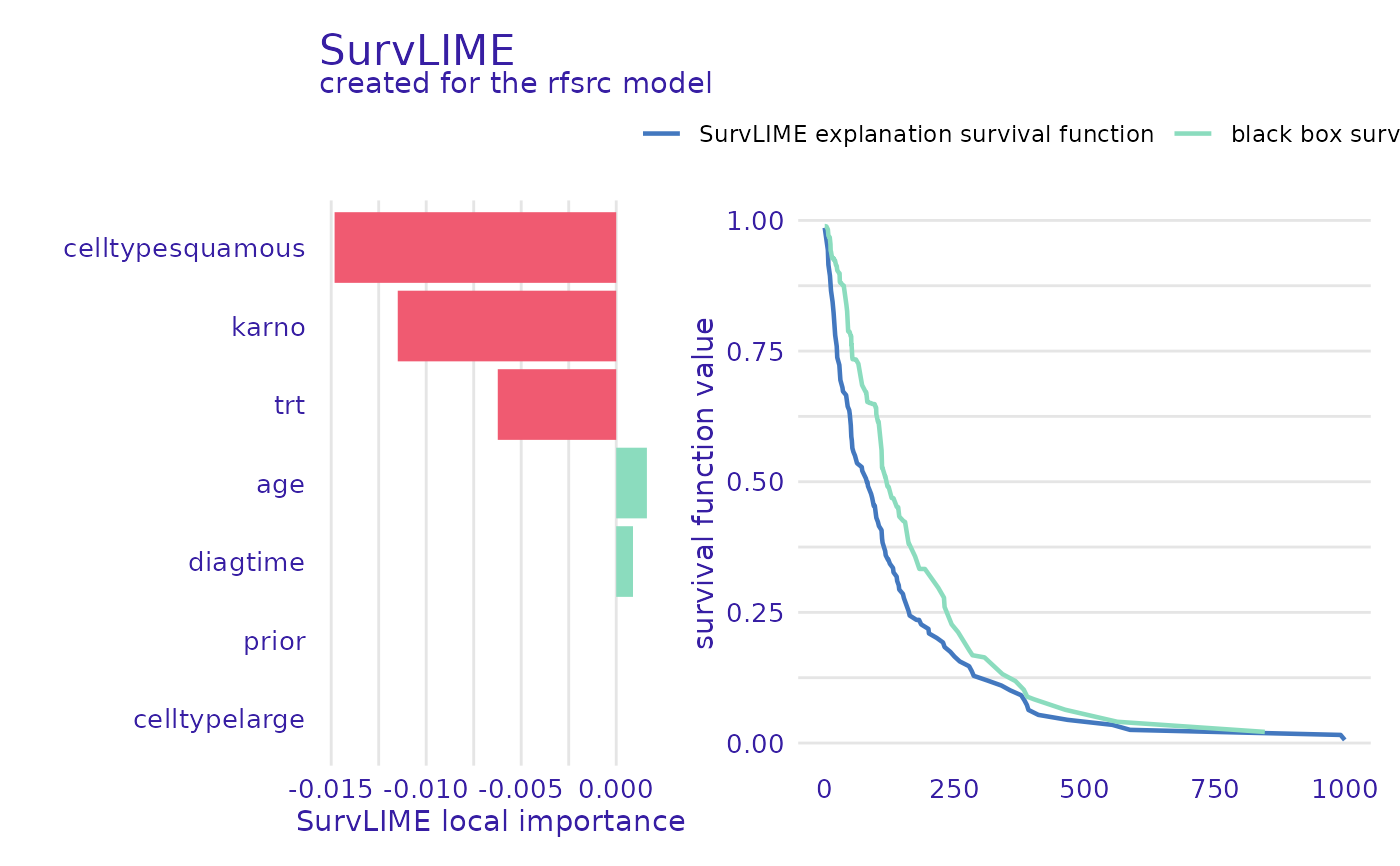 SurvLIME
created for the rfsrc model
SurvLIME explanation survival function black box surv
celltypesquamous
karno
trt
age
diagtime
prior
celltypelarge
-0.015 -0.010 -0.005 0.000
SurvLIME local importance
survival function value
1.00
0.75
0.50
0.25
0.00
0 250 500 750 1000